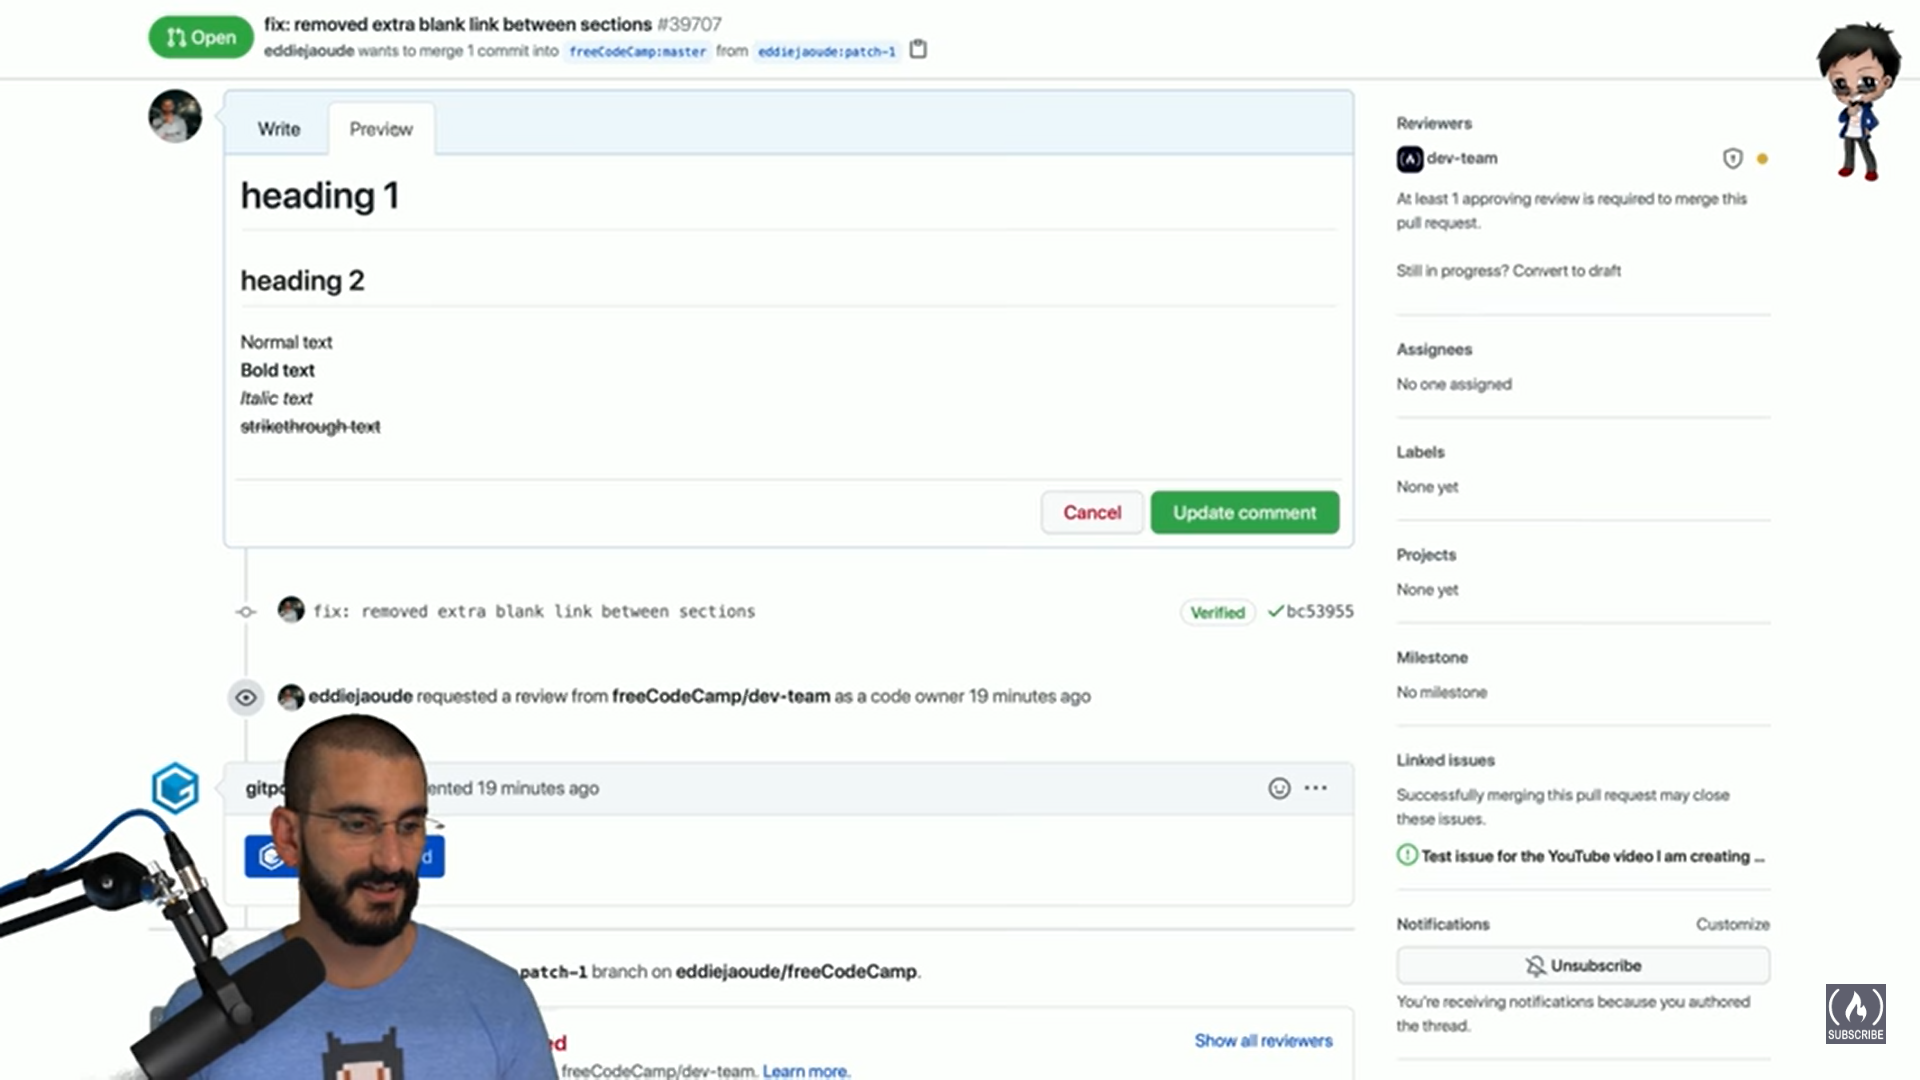 Open
fix: removed extra blank link between sections #39707
eddiejaoude wants to merge 1 commit into freeCodeCamp:master from eddiejaoude:patch-1
Write
Preview
heading 1
heading 2
Normal text
Bold text
Italic text
strikethrough text
Cancel
Update comment
fix: removed extra blank link between sections
Verified
bc53955
eddiejaoude requested a review from freeCodeCamp/dev-team as a code owner 19 minutes ago
19 minutes ago
patch-1 branch on eddiejaoude/freeCodeCamp.
Show all reviewers
freeCodeCamp/dev-team. Learn more.
Reviewers
dev-team
At least 1 approving review is required to merge this
pull request.
Still in progress? Convert to draft
Assignees
No one assigned
Labels
None yet
Projects
None yet
Milestone
No milestone
Linked issues
Successfully merging this pull request may close
these issues.
Test issue for the YouTube video I am creating ...
Notifications
Customize
Unsubscribe
You're receiving notifications because you authored
the thread.
SUBSCRIBE